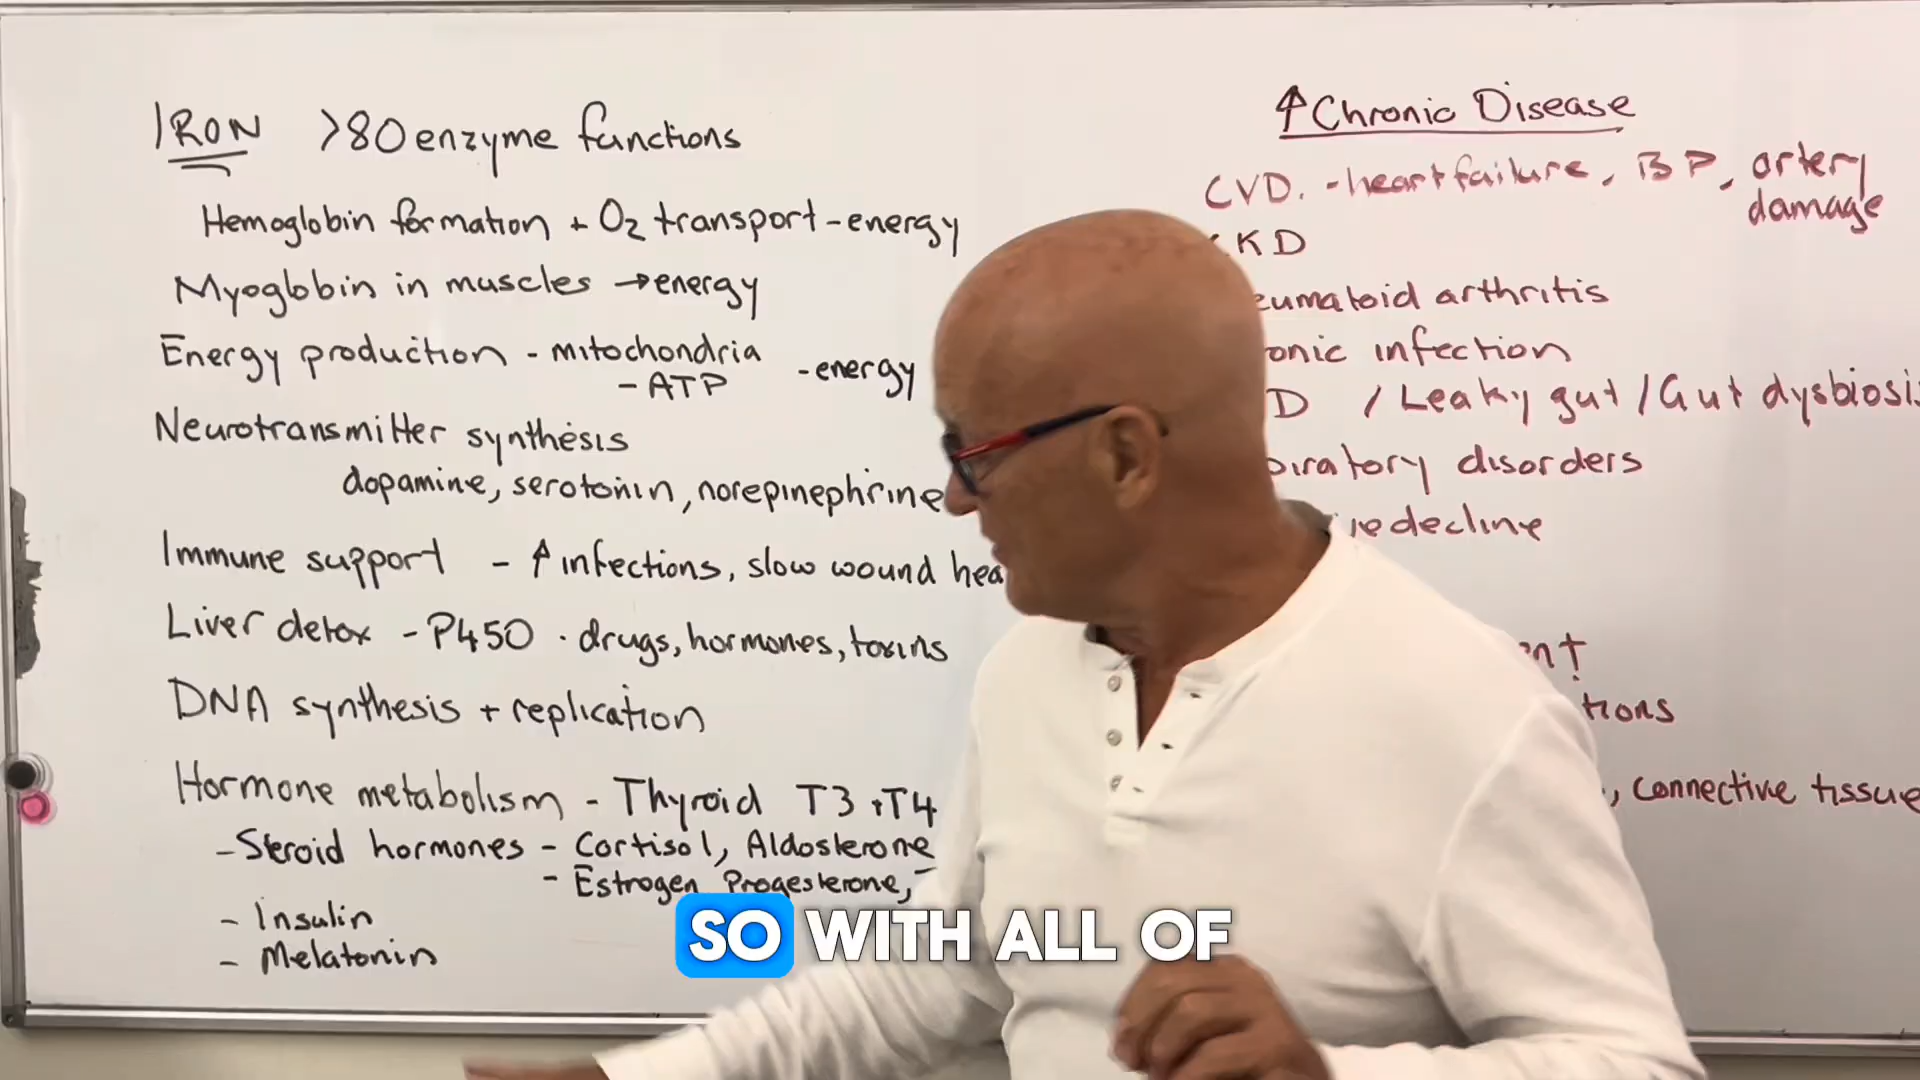 IRON >80 enzyme functions
Hemoglobin formation + O2 transport - energy
Myoglobin in muscles → energy
Energy production - mitochondria - energy
- ATP
Neurotransmitter synthesis
dopamine, serotonin, norepinephrine
Immune support - ↑ infections, slow wound hea
Liver detox - P450 . drugs, hormones, toxins
DNA synthesis + replication
Hormone metabolism - Thyroid T3 + T4
- Steroid hormones - Cortisol, Aldosterone
- Estrogen Progesterone,
- Insulin
- Melatonin
↑ Chronic Disease
CVD. - heart failure, BP, artery
damage
KD
eumatoid arthritis
onic infection
D / Leaky gut / Gut dysbiosis
piratory disorders
ive decline
ent
tions
, connective tissue
SO WITH ALL OF